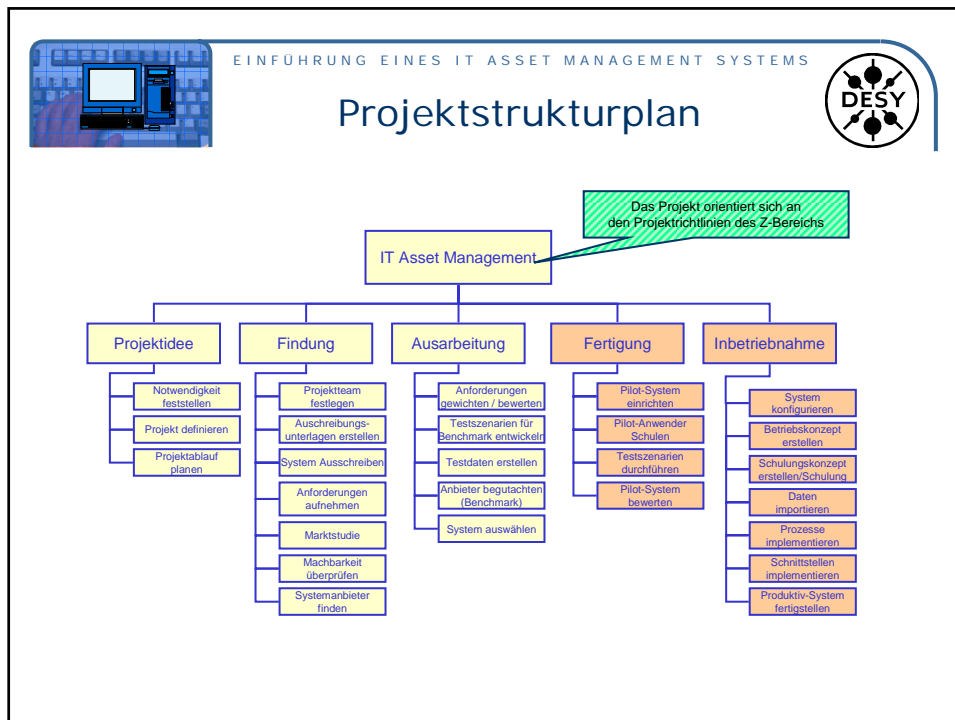 EINFÜHRUNG EINES IT ASSET MANAGEMENT SYSTEMS
Projektstrukturplan
DESY
Das Projekt orientiert sich an
den Projektrichtlinien des Z-Bereichs
IT Asset Management
Projektidee
Notwendigkeit
feststellen
Projekt definieren
Projektablauf
planen
Findung
Projektteam
festlegen
Auschreibungs-
unterlagen erstellen
System Ausschreiben
Anforderungen
aufnehmen
Marktstudie
Machbarkeit
überprüfen
Systemanbieter
finden
Ausarbeitung
Anforderungen
gewichten / bewerten
Testszenarien für
Benchmark entwickeln
Testdaten erstellen
Anbieter begutachten
(Benchmark)
System auswählen
Fertigung
Pilot-System
einrichten
Pilot-Anwender
Schulen
Testszenarien
durchführen
Pilot-System
bewerten
Inbetriebnahme
System
konfigurieren
Betriebskonzept
erstellen
Schulungskonzept
erstellen/Schulung
Daten
importieren
Prozesse
implementieren
Schnittstellen
implementieren
Produktiv-System
fertigstellen